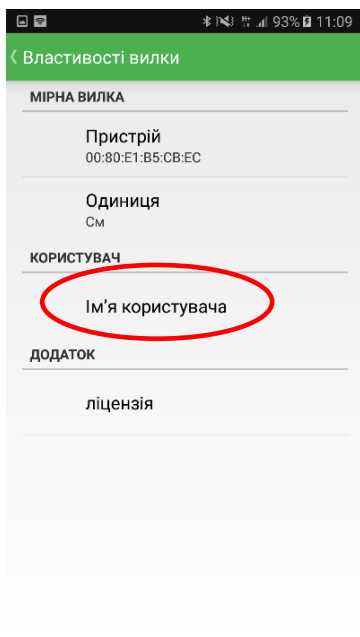 93% 11:09
Властивості вилки
МІРНА ВИЛКА
Пристрій
00:80:E1:B5:CB:EC
Одиниця
См
КОРИСТУВАЧ
Ім'я користувача
ДОДАТОК
ліцензія